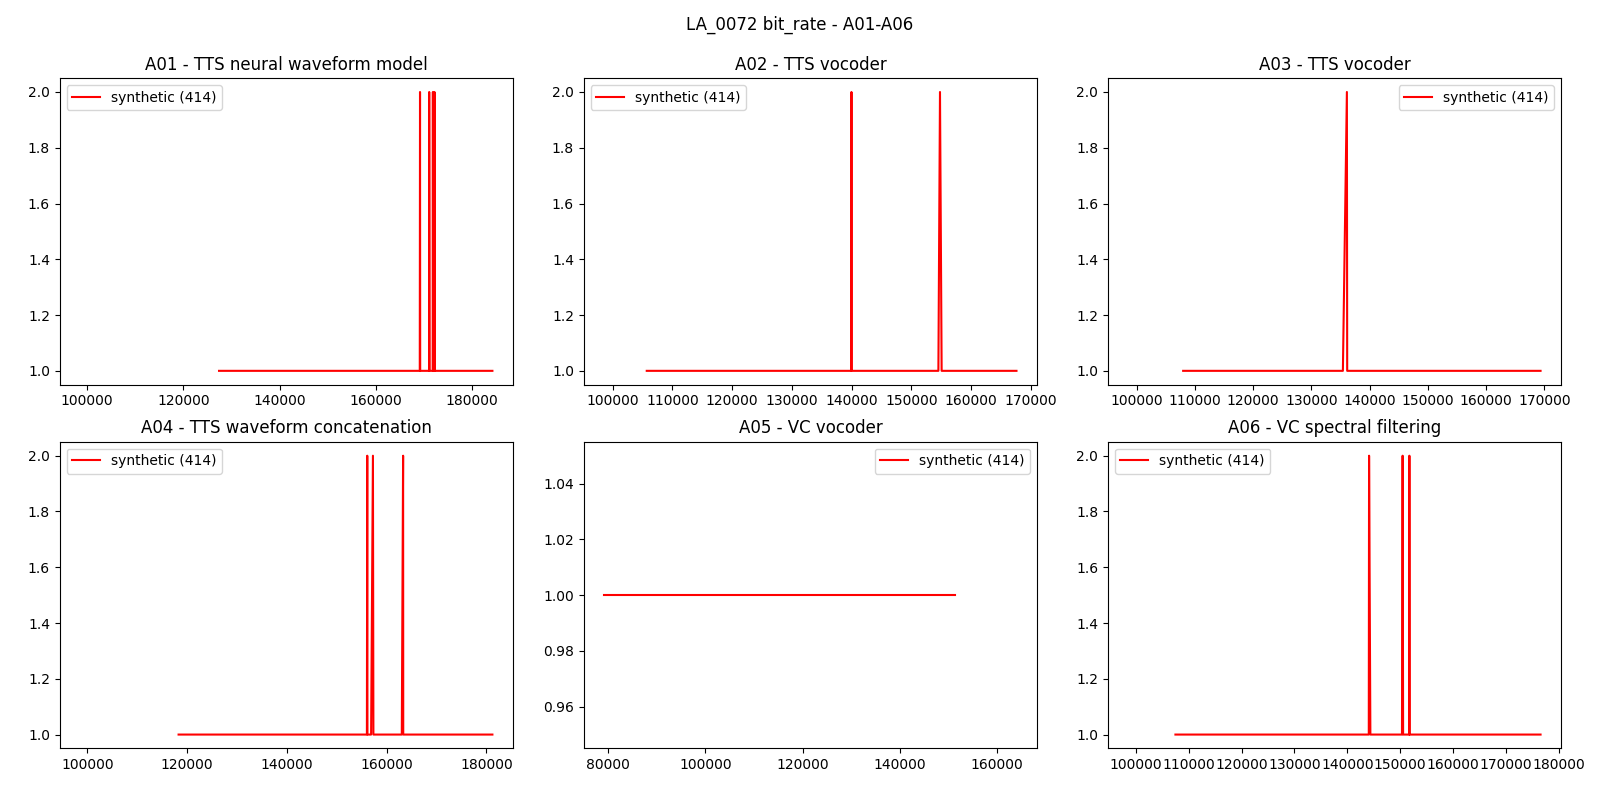 LA_0072 bit_rate - A01-A06
A01 - TTS neural waveform model
synthetic (414)
2.0
1.8
1.6
1.4
1.2
1.0
100000 120000 140000 160000 180000
A02 - TTS vocoder
synthetic (414)
2.0
1.8
1.6
1.4
1.2
1.0
100000 110000 120000 130000 140000 150000 160000 170000
A03 - TTS vocoder
synthetic (414)
2.0
1.8
1.6
1.4
1.2
1.0
100000 110000 120000 130000 140000 150000 160000 170000
A04 - TTS waveform concatenation
synthetic (414)
2.0
1.8
1.6
1.4
1.2
1.0
100000 120000 140000 160000 180000
A05 - VC vocoder
synthetic (414)
1.04
1.02
1.00
0.98
0.96
80000 100000 120000 140000 160000
A06 - VC spectral filtering
synthetic (414)
2.0
1.8
1.6
1.4
1.2
1.0
100000 110000 120000 130000 140000 150000 160000 170000 180000